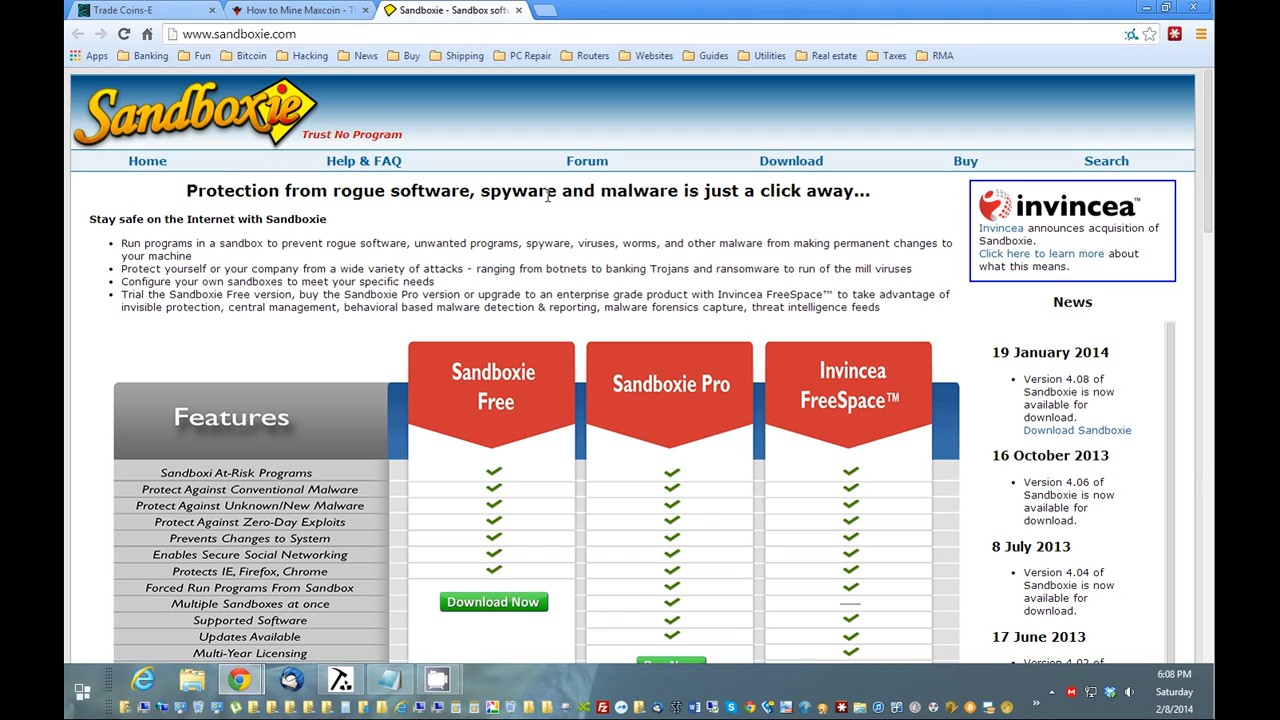 Trade Coins-E
How to Mine Maxcoin - T
Sandboxie - Sandbox soft
www.sandboxie.com
Apps Banking Fun Bitcoin Hacking News Buy Shipping PC Repair Routers Websites Guides Utilities Real estate Taxes RMA
Sandboxie
Trust No Program
Home Help & FAQ Forum Download Buy Search
Protection from rogue software, spyware and malware is just a click away...
Stay safe on the Internet with Sandboxie
Run programs in a sandbox to prevent rogue software, unwanted programs, spyware, viruses, worms, and other malware from making permanent changes to
your machine
Protect yourself or your company from a wide variety of attacks - ranging from botnets to banking Trojans and ransomware to run of the mill viruses
Configure your own sandboxes to meet your specific needs
Trial the Sandboxie Free version, buy the Sandboxie Pro version or upgrade to an enterprise grade product with Invincea FreeSpace™ to take advantage of
invisible protection, central management, behavioral based malware detection & reporting, malware forensics capture, threat intelligence feeds
invincea™
Invincea announces acquisition of
Sandboxie.
Click here to learn more about
what this means.
News
19 January 2014
Version 4.08 of
Sandboxie is now
available for
download.
Download Sandboxie
16 October 2013
Version 4.06 of
Sandboxie is now
available for
download.
8 July 2013
Version 4.04 of
Sandboxie is now
available for
download.
17 June 2013
Version 4.02 of
Features
Sandboxie
Free
Sandboxie Pro
Invincea
FreeSpace™
Sandboxi At-Risk Programs
Protect Against Conventional Malware
Protect Against Unknown/New Malware
Protect Against Zero-Day Exploits
Prevents Changes to System
Enables Secure Social Networking
Protects IE, Firefox, Chrome
Forced Run Programs From Sandbox
Multiple Sandboxes at once
Supported Software
Updates Available
Multi-Year Licensing
Download Now
6:08 PM
Saturday
2/8/2014